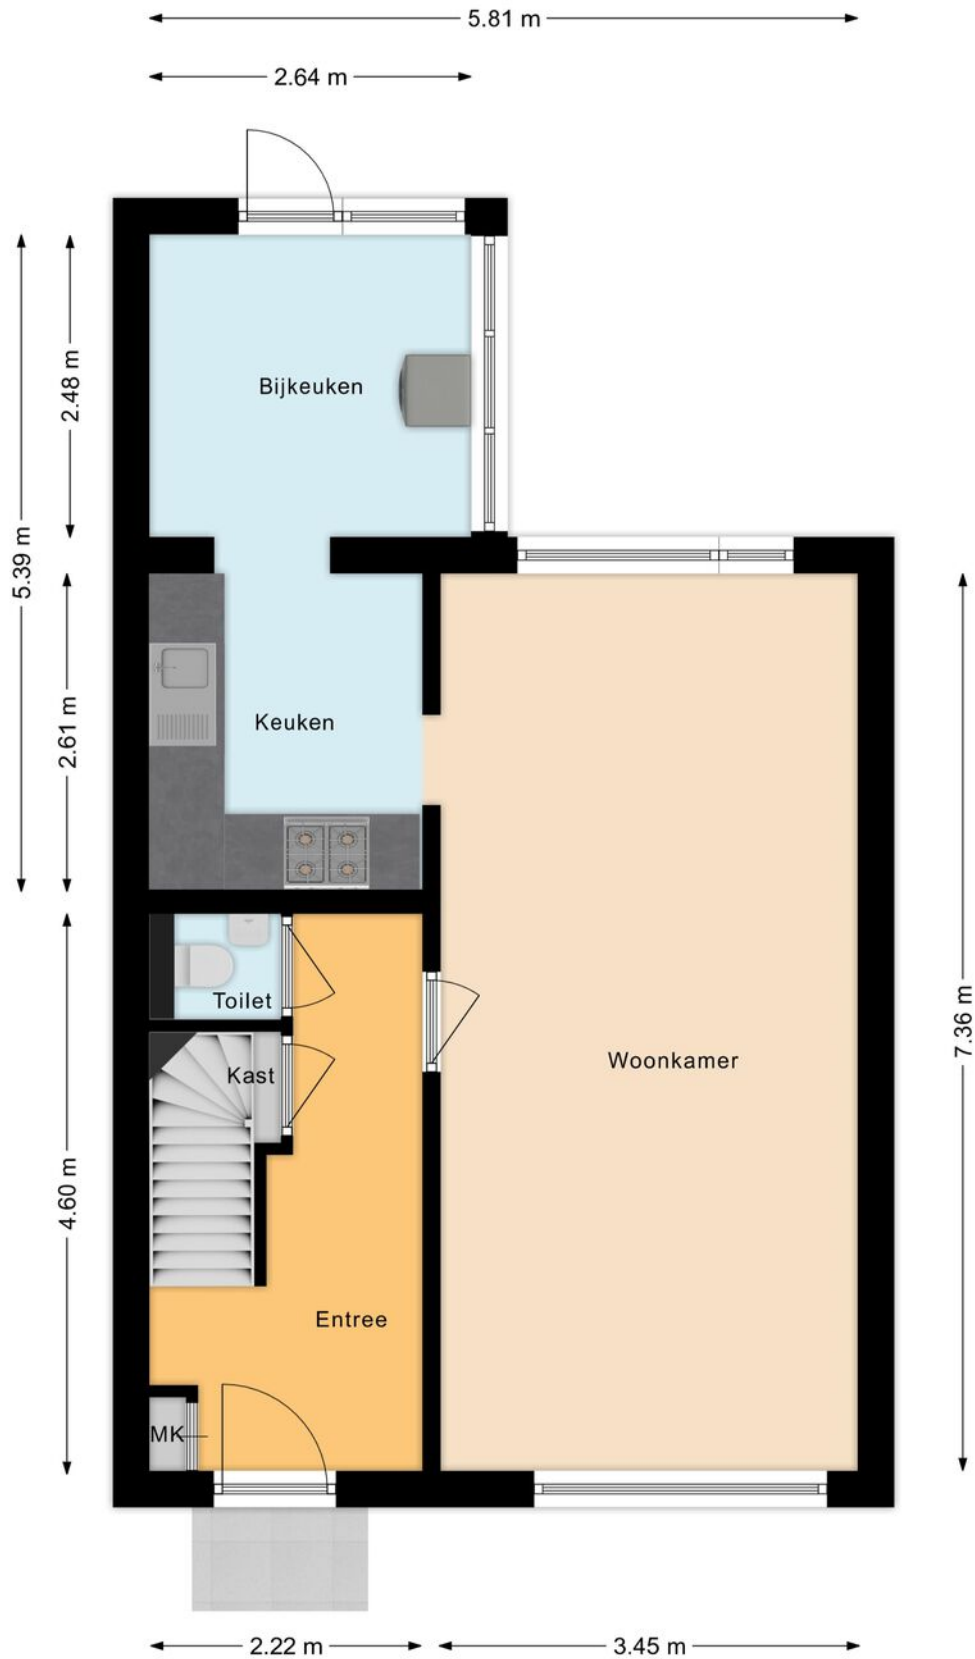 5.81 m
2.64 m
Bijkeuken
2.48 m
5.39 m
2.61 m
Keuken
Toilet
Kast
Woonkamer
7.36 m
4.60 m
Entree
MK
2.22 m
3.45 m